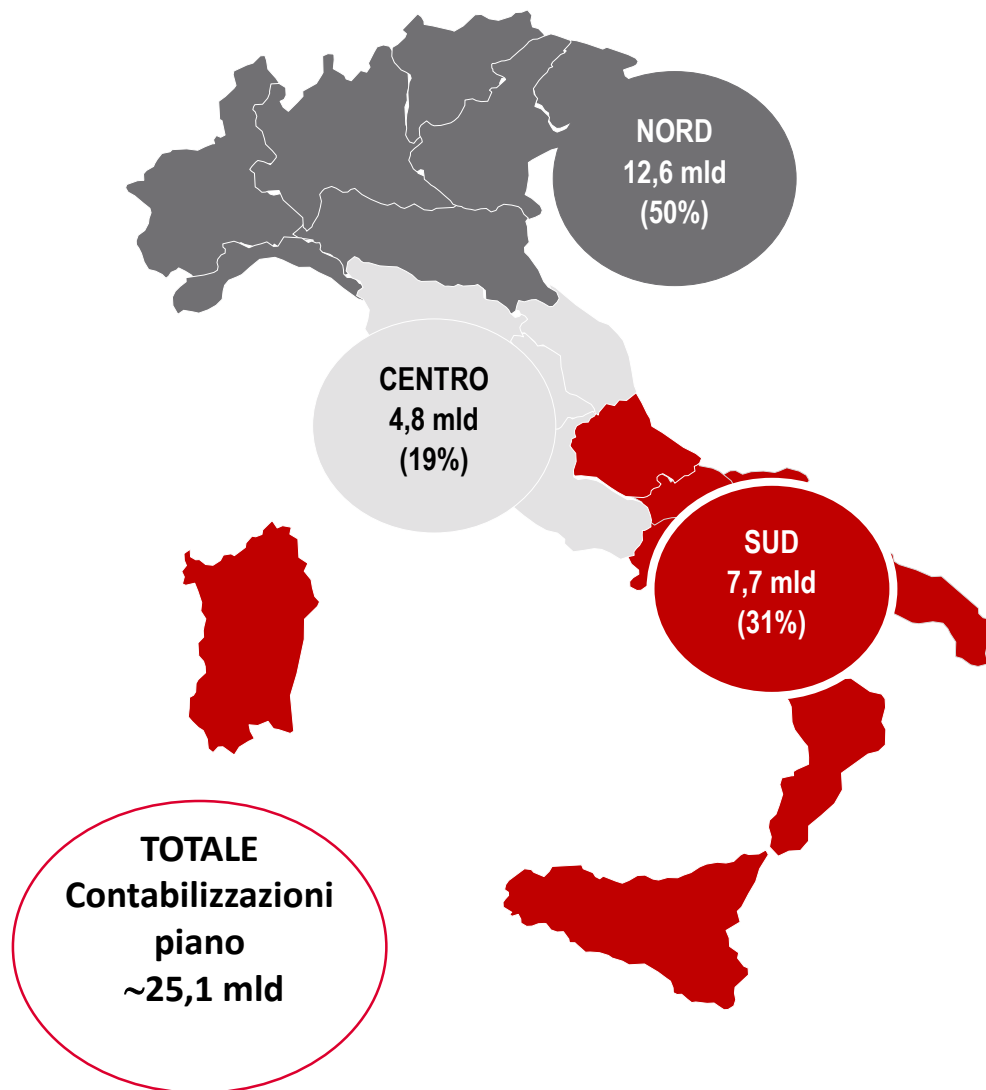 NORD
12,6 mld
(50%)
CENTRO
4,8 mld
(19%)
SUD
7,7 mld
(31%)
TOTALE
Contabilizzazioni
piano
~25,1 mld